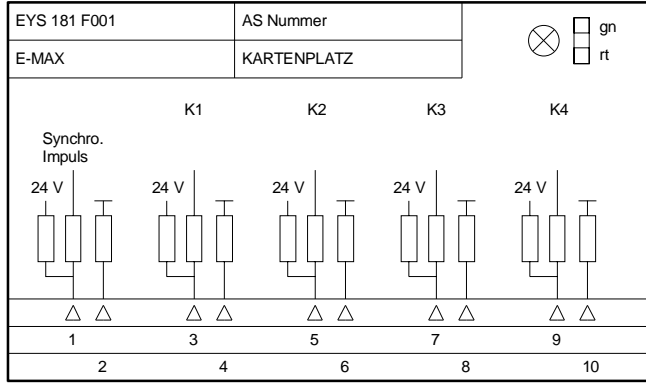 EYS 181 F001 AS Nummer
gn
E-MAX KARTENPLATZ
rt
K1 K2 K3 K4
Synchro.
Impuls
24 V 24 V 24 V 24 V 24 V
1 3 5 7 9
2 4 6 8 10